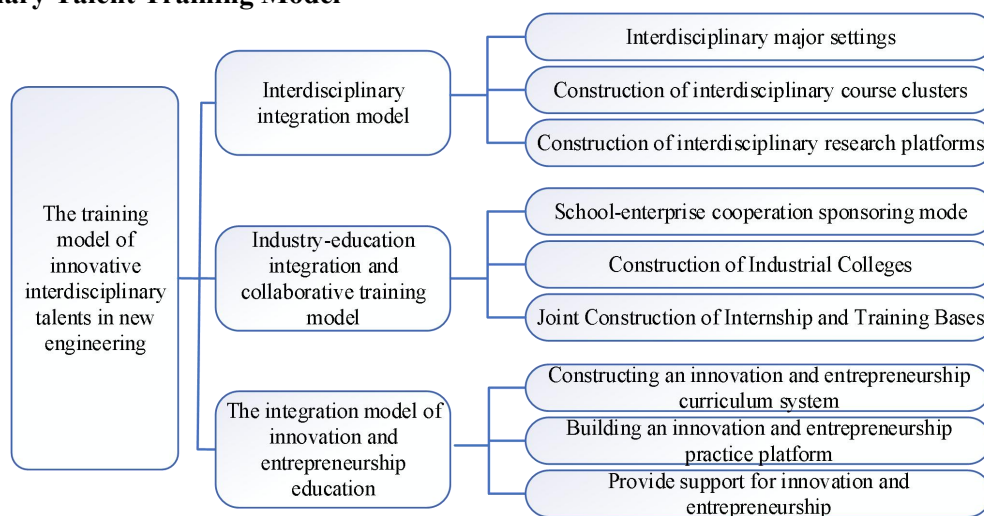 ary Talent Training Model
The training
model of
innovative
interdisciplinary
talents in new
engineering
Interdisciplinary
integration model
Interdisciplinary major settings
Construction of interdisciplinary course clusters
Construction of interdisciplinary research platforms
Industry-education
integration and
collaborative training
model
School-enterprise cooperation sponsoring mode
Construction of Industrial Colleges
Joint Construction of Internship and Training Bases
The integration model of
innovation and
entrepreneurship
education
Constructing an innovation and entrepreneurship
curriculum system
Building an innovation and entrepreneurship
practice platform
Provide support for innovation and
entrepreneurship